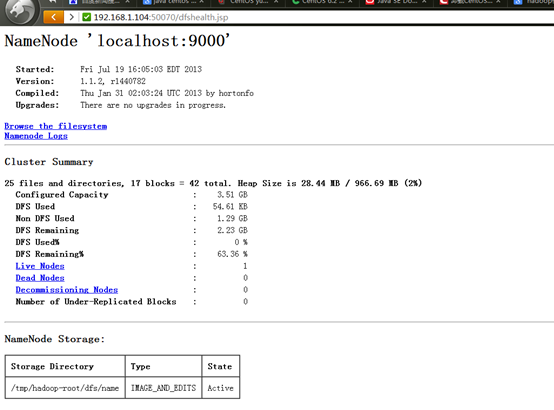 192.168.1.104:50070/dfshealth.jsp
NameNode 'localhost:9000'
Started: Fri Jul 19 16:05:03 EDT 2013
Version: 1.1.2, r1440782
Compiled: Thu Jan 31 02:03:24 UTC 2013 by hortonfo
Upgrades: There are no upgrades in progress.
Browse the filesystem
Namenode Logs
Cluster Summary
25 files and directories, 17 blocks = 42 total. Heap Size is 28.44 MB / 966.69 MB (2%)
Configured Capacity : 3.51 GB
DFS Used : 54.61 KB
Non DFS Used : 1.29 GB
DFS Remaining : 2.23 GB
DFS Used% : 0 %
DFS Remaining% : 63.36 %
Live Nodes : 1
Dead Nodes : 0
Decommissioning Nodes : 0
Number of Under-Replicated Blocks : 0
NameNode Storage:
Storage Directory Type State
/tmp/hadoop-root/dfs/name IMAGE_AND_EDITS Active